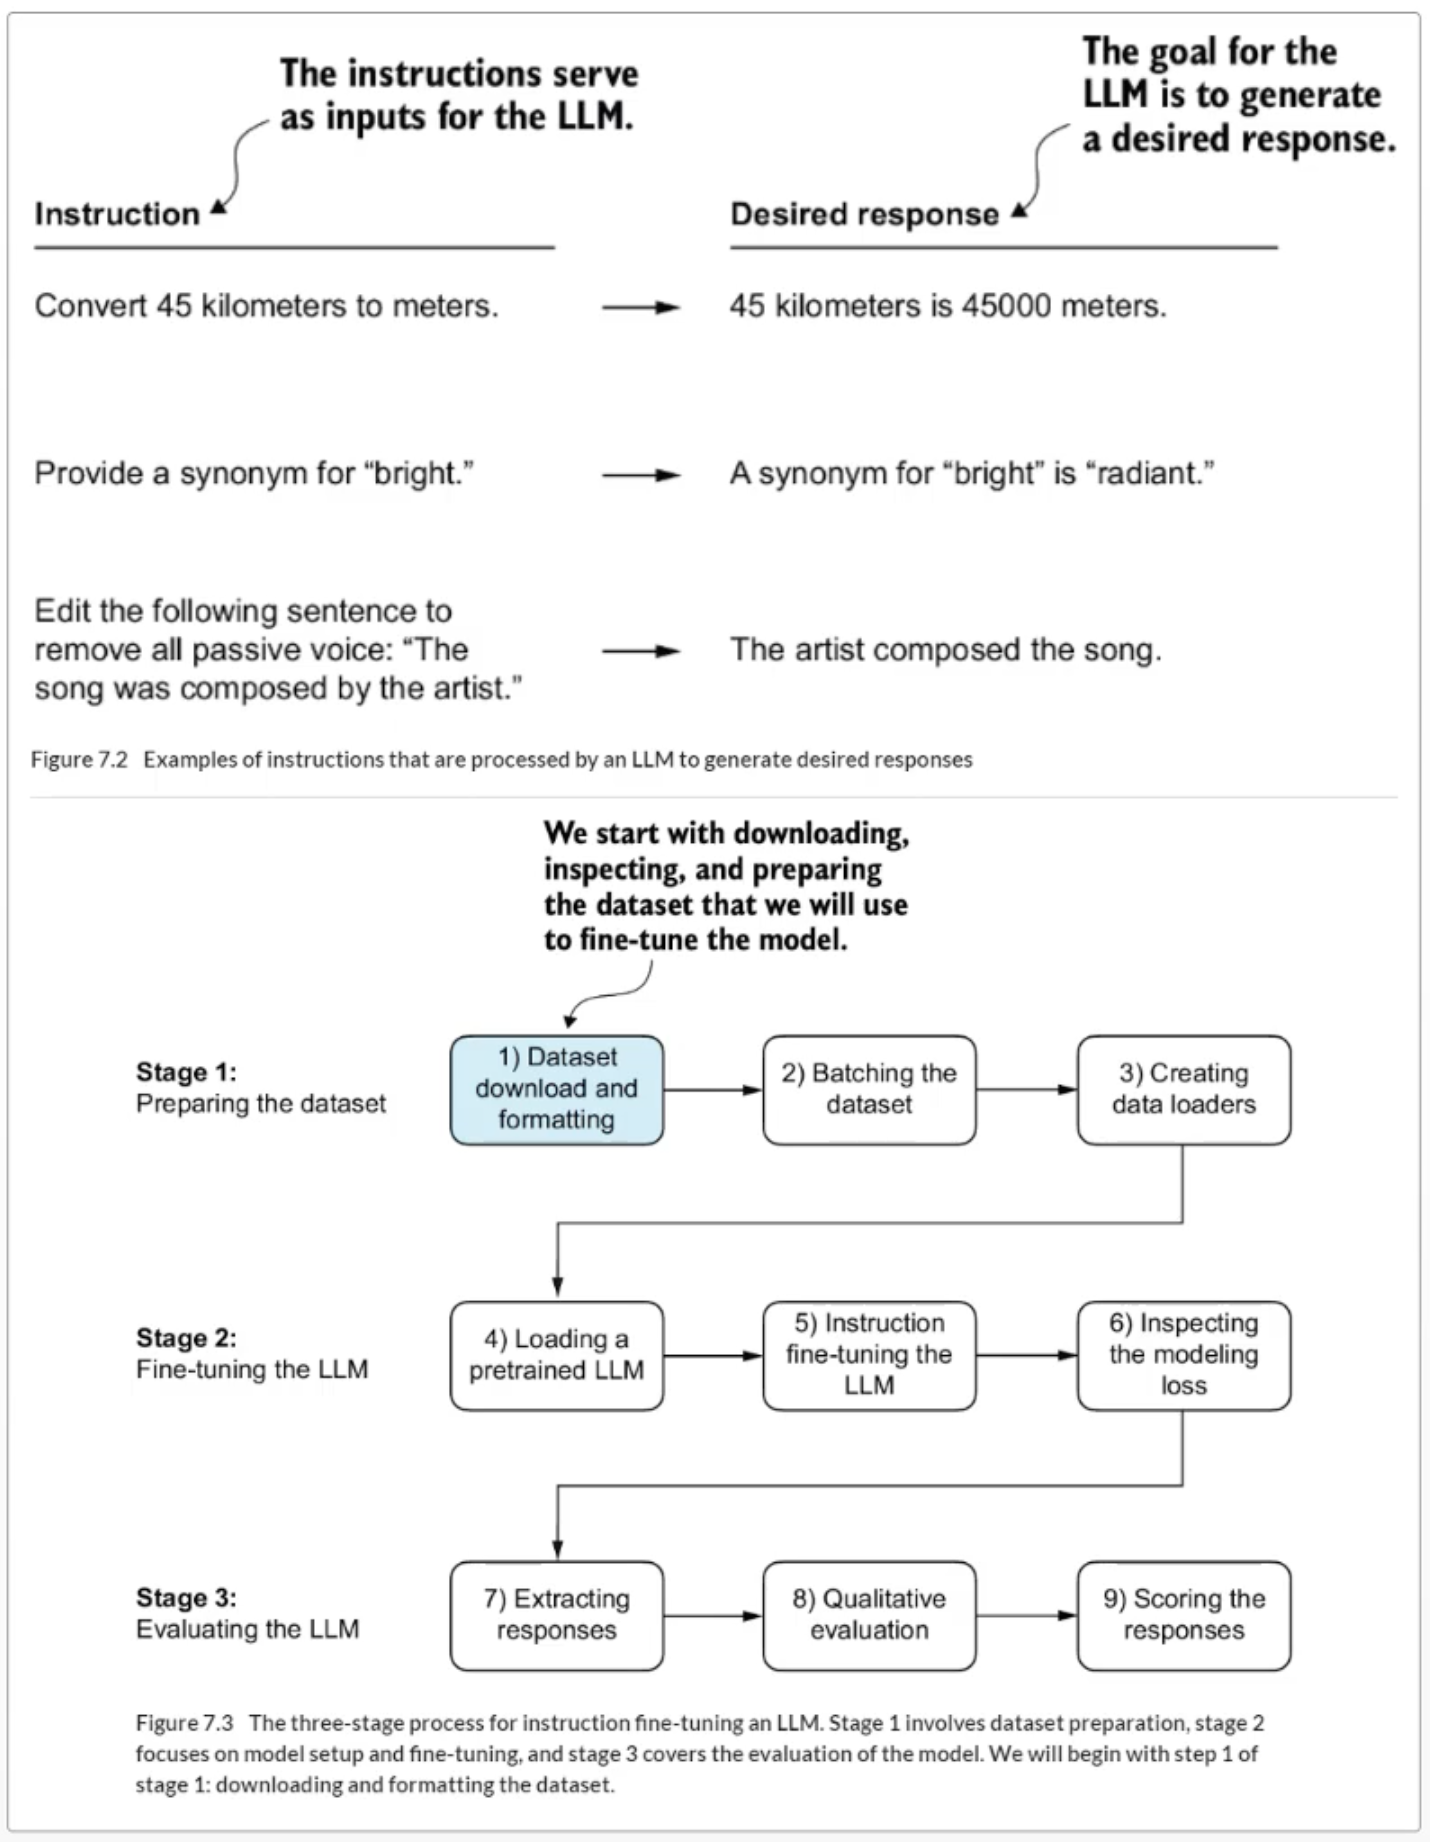 The instructions serve
as inputs for the LLM.
The goal for the
LLM is to generate
a desired response.
Instruction
Desired response
Convert 45 kilometers to meters.
45 kilometers is 45000 meters.
Provide a synonym for “bright.”
A synonym for “bright” is “radiant.”
Edit the following sentence to
remove all passive voice: “The
song was composed by the artist.”
The artist composed the song.
Figure 7.2 Examples of instructions that are processed by an LLM to generate desired responses
We start with downloading,
inspecting, and preparing
the dataset that we will use
to fine-tune the model.
Stage 1:
Preparing the dataset
1) Dataset
download and
formatting
2) Batching the
dataset
3) Creating
data loaders
Stage 2:
Fine-tuning the LLM
4) Loading a
pretrained LLM
5) Instruction
fine-tuning the
LLM
6) Inspecting
the modeling
loss
Stage 3:
Evaluating the LLM
7) Extracting
responses
8) Qualitative
evaluation
9) Scoring the
responses
Figure 7.3 The three-stage process for instruction fine-tuning an LLM. Stage 1 involves dataset preparation, stage 2
focuses on model setup and fine-tuning, and stage 3 covers the evaluation of the model. We will begin with step 1 of
stage 1: downloading and formatting the dataset.